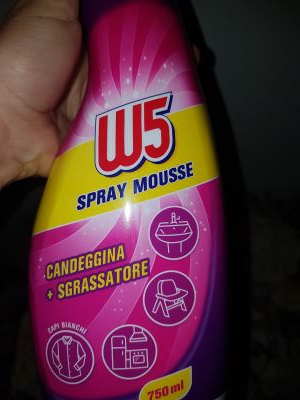 W5
SPRAY MOUSSE
CANDEGGINA
+ SGRASSATORE
CAPI BIANCHI
750 ml